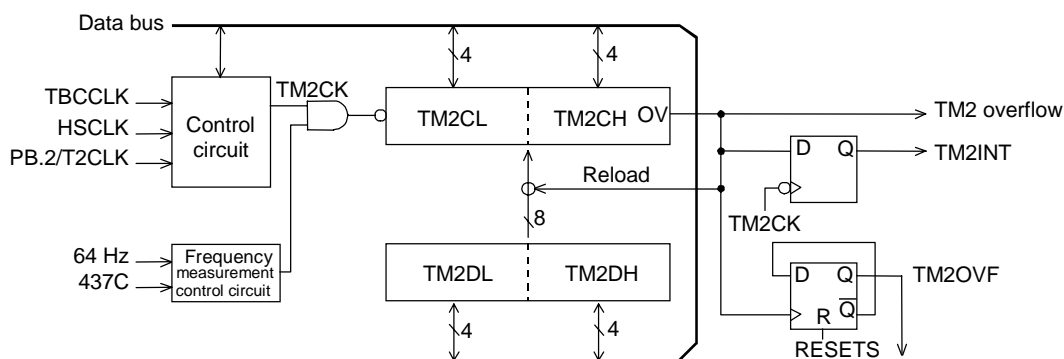 Data bus
4
4
TM2CK
TBCCLK
HSCLK
PB.2/T2CLK
Control
circuit
TM2CL
TM2CH
OV
TM2 overflow
D
Q
TM2INT
TM2CK
Reload
8
64 Hz
437C
Frequency
measurement
control circuit
TM2DL
TM2DH
D
Q
Q
R
TM2OVF
RESETS
4
4